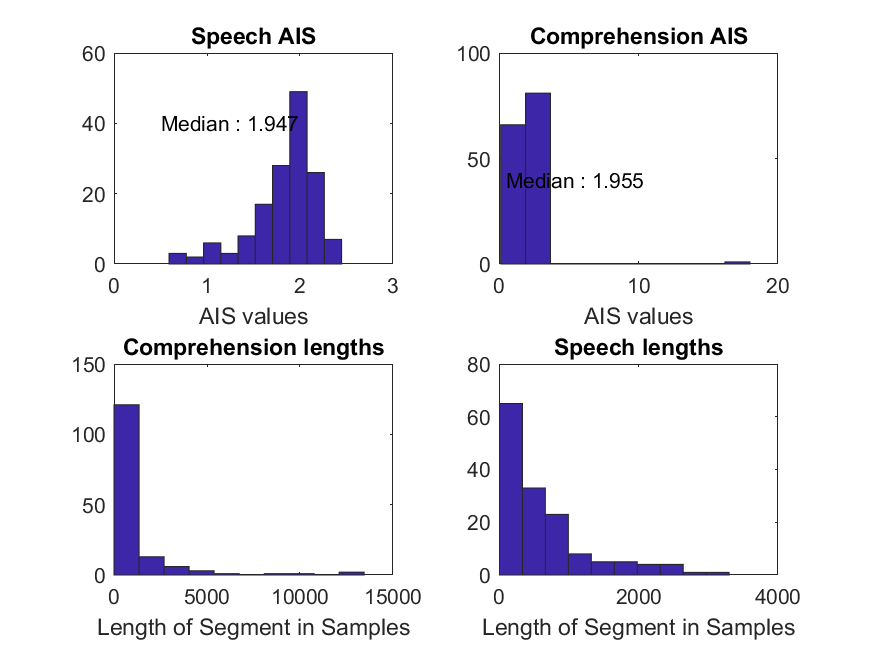 Speech AIS
60
40
20
0
Median : 1.947
0 1 2 3
AIS values
Comprehension AIS
100
50
0
Median : 1.955
0 10 20
AIS values
Comprehension lengths
150
100
50
0
0 5000 10000 15000
Length of Segment in Samples
Speech lengths
80
60
40
20
0
0 2000 4000
Length of Segment in Samples